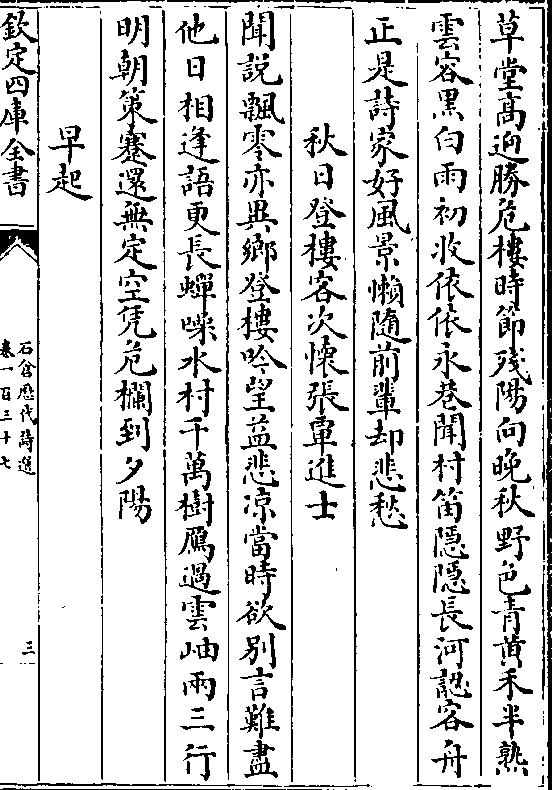 草堂高迥勝危樓時節殘陽向晚秋野色青黄禾半熟
雲容黒白雨初收依依永巷聞村笛隠隠長河認客舟
正是詩家好風景懶随前輩却悲愁
秋日登樓客次懐張覃進士
聞說飄零亦異鄉登樓吟望益悲凉當時欲别言難盡
他日相逢語更長蟬噪水村千萬樹鴈過雲岫兩三行
明朝策蹇還無定空凭危欄到夕陽
早起
欽定四庫全書
石倉歴代詩選
卷一百三十七
三